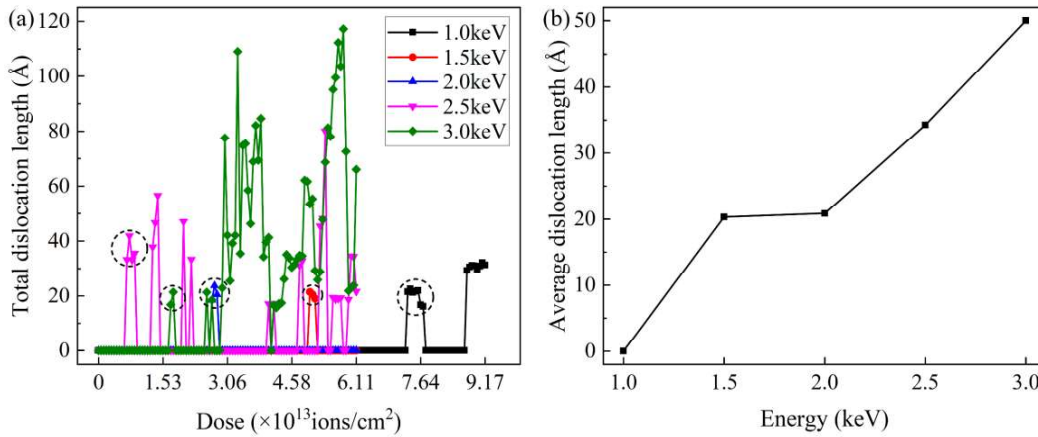 (a)
Total dislocation length (Å)
120
100
80
60
40
20
0
1.0keV
1.5keV
2.0keV
2.5keV
3.0keV
0 1.53 3.06 4.58 6.11 7.64 9.17
Dose (×10¹³ions/cm²)
(b)
Average dislocation length (Å)
50
40
30
20
10
0
1.0 1.5 2.0 2.5 3.0
Energy (keV)